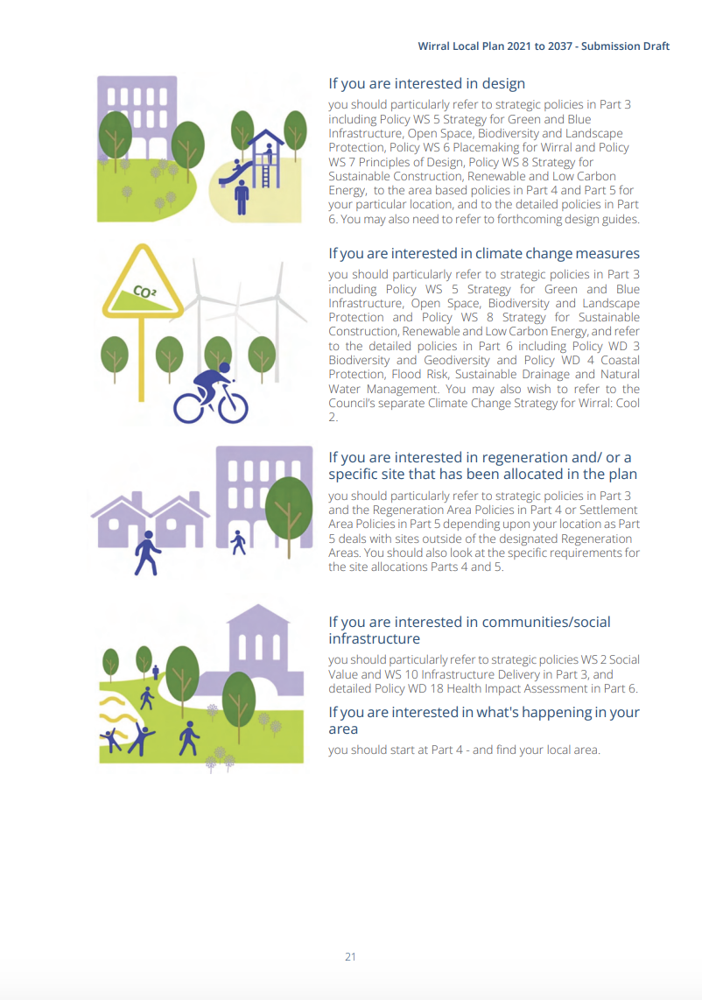 Wirral Local Plan 2021 to 2037 - Submission Draft
If you are interested in design
you should particularly refer to strategic policies in Part 3
including Policy WS 5 Strategy for Green and Blue
Infrastructure, Open Space, Biodiversity and Landscape
Protection, Policy WS 6 Placemaking for Wirral and Policy
WS 7 Principles of Design, Policy WS 8 Strategy for
Sustainable Construction, Renewable and Low Carbon
Energy, to the area based policies in Part 4 and Part 5 for
your particular location, and to the detailed policies in Part
6. You may also need to refer to forthcoming design guides.
CO²
If you are interested in climate change measures
you should particularly refer to strategic policies in Part 3
including Policy WS 5 Strategy for Green and Blue
Infrastructure, Open Space, Biodiversity and Landscape
Protection and Policy WS 8 Strategy for Sustainable
Construction, Renewable and Low Carbon Energy, and refer
to the detailed policies in Part 6 including Policy WD 3
Biodiversity and Geodiversity and Policy WD 4 Coastal
Protection, Flood Risk, Sustainable Drainage and Natural
Water Management. You may also wish to refer to the
Council's separate Climate Change Strategy for Wirral: Cool
2.
If you are interested in regeneration and/ or a
specific site that has been allocated in the plan
you should particularly refer to strategic policies in Part 3
and the Regeneration Area Policies in Part 4 or Settlement
Area Policies in Part 5 depending upon your location as Part
5 deals with sites outside of the designated Regeneration
Areas. You should also look at the specific requirements for
the site allocations Parts 4 and 5.
If you are interested in communities/social
infrastructure
you should particularly refer to strategic policies WS 2 Social
Value and WS 10 Infrastructure Delivery in Part 3, and
detailed Policy WD 18 Health Impact Assessment in Part 6.
If you are interested in what's happening in your
area
you should start at Part 4 - and find your local area.
21